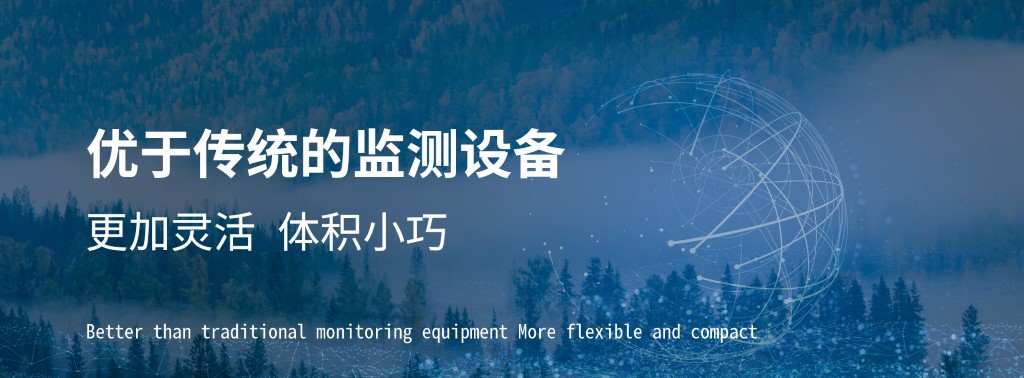 优于传统的监测设备
更加灵活 体积小巧
Better than traditional monitoring equipment More flexible and compact